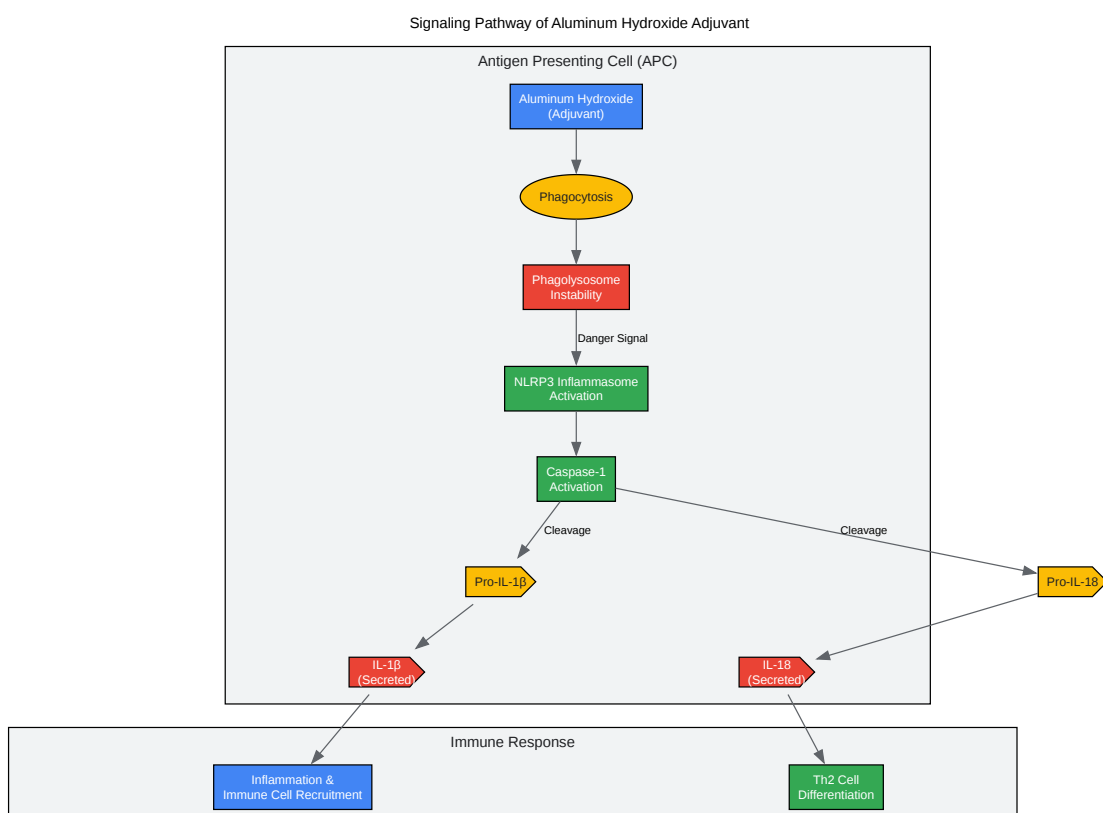 Signaling Pathway of Aluminum Hydroxide Adjuvant
Antigen Presenting Cell (APC)
Aluminum Hydroxide
(Adjuvant)
Phagocytosis
Phagolysosome
Instability
Danger Signal
NLRP3 Inflammasome
Activation
Caspase-1
Activation
Cleavage
Cleavage
Pro-IL-1β
Pro-IL-18
IL-1β
(Secreted)
IL-18
(Secreted)
Immune Response
Inflammation &
Immune Cell Recruitment
Th2 Cell
Differentiation